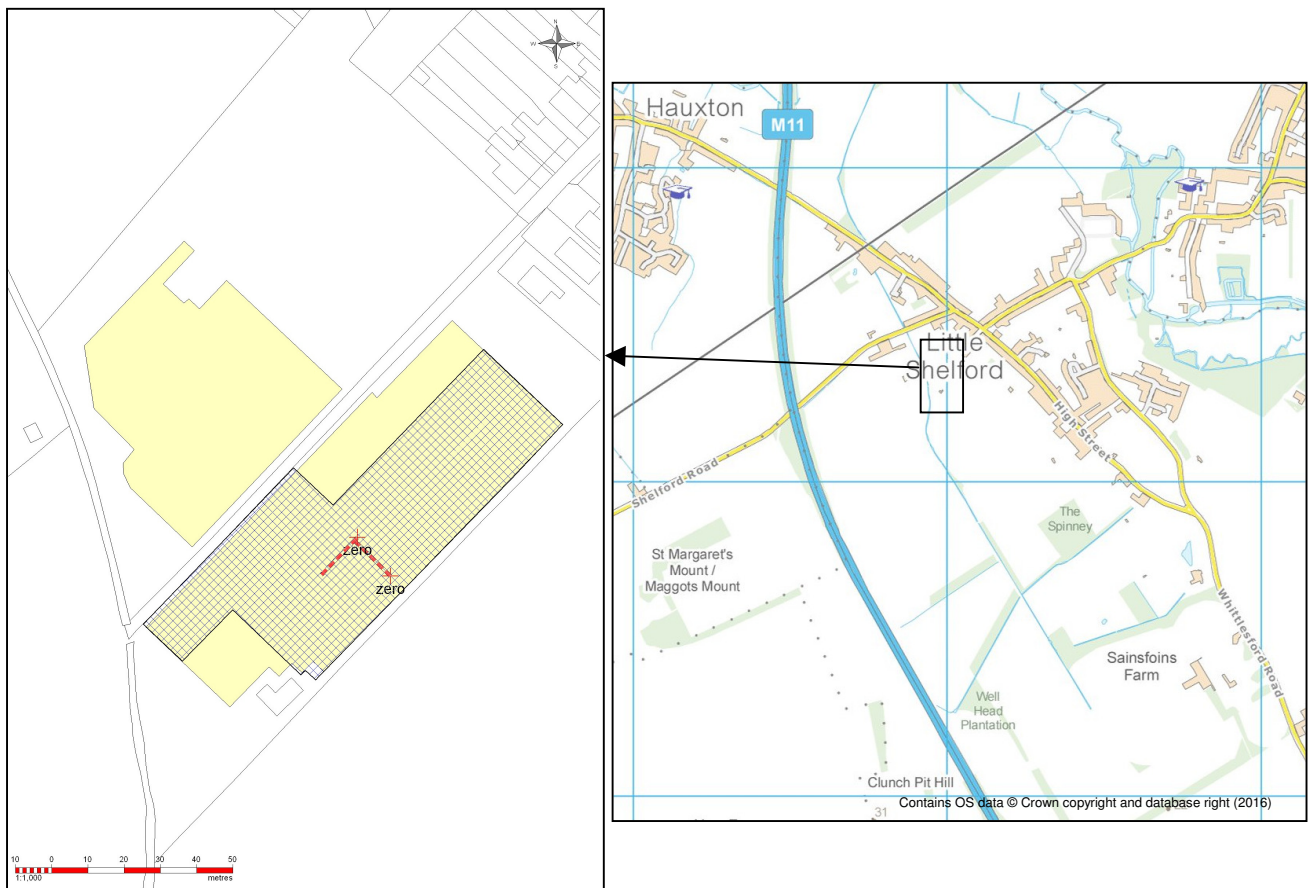 N
W
S
zero
zero
10 0 10 20 30 40 50
1:1,000
metres
Hauxton
M11
Little
Shelford
High Street
Shelford Road
The
Spinney
St Margaret's
Mount /
Maggots Mount
Whittlesford Road
Sainsfoins
Farm
Well
Head
Plantation
Clunch Pit Hill
Contains OS data © Crown copyright and database right (2016)
31